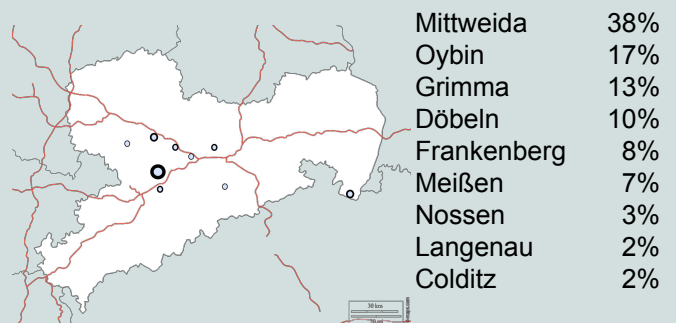 Mittweida 38%
Oybin 17%
Grimma 13%
Döbeln 10%
Frankenberg 8%
Meißen 7%
Nossen 3%
Langenau 2%
Colditz 2%
30 km